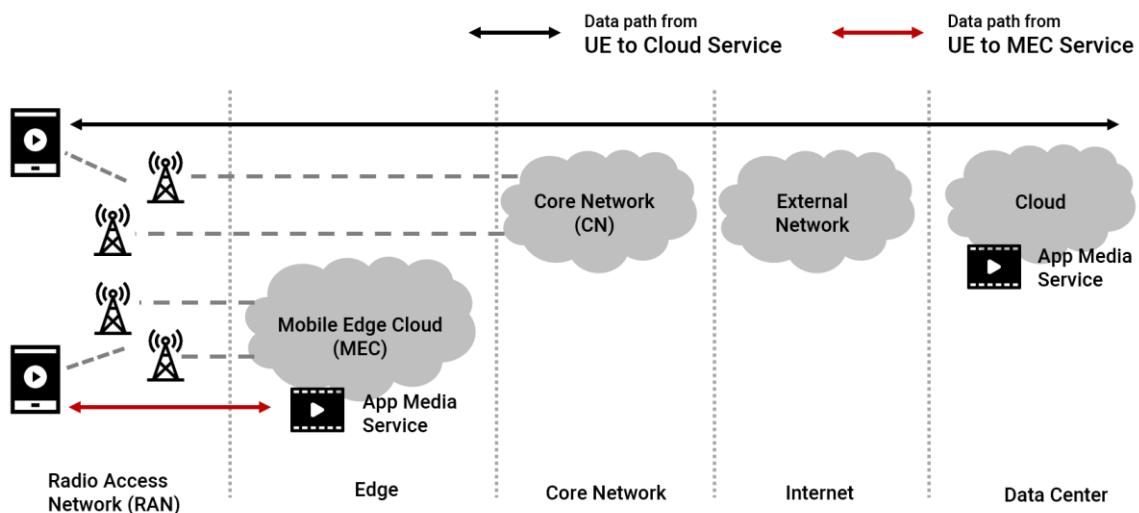 Data path from
UE to Cloud Service
Data path from
UE to MEC Service
Core Network
(CN)
External
Network
Cloud
App Media
Service
Mobile Edge Cloud
(MEC)
App Media
Service
Radio Access
Network (RAN)
Edge
Core Network
Internet
Data Center